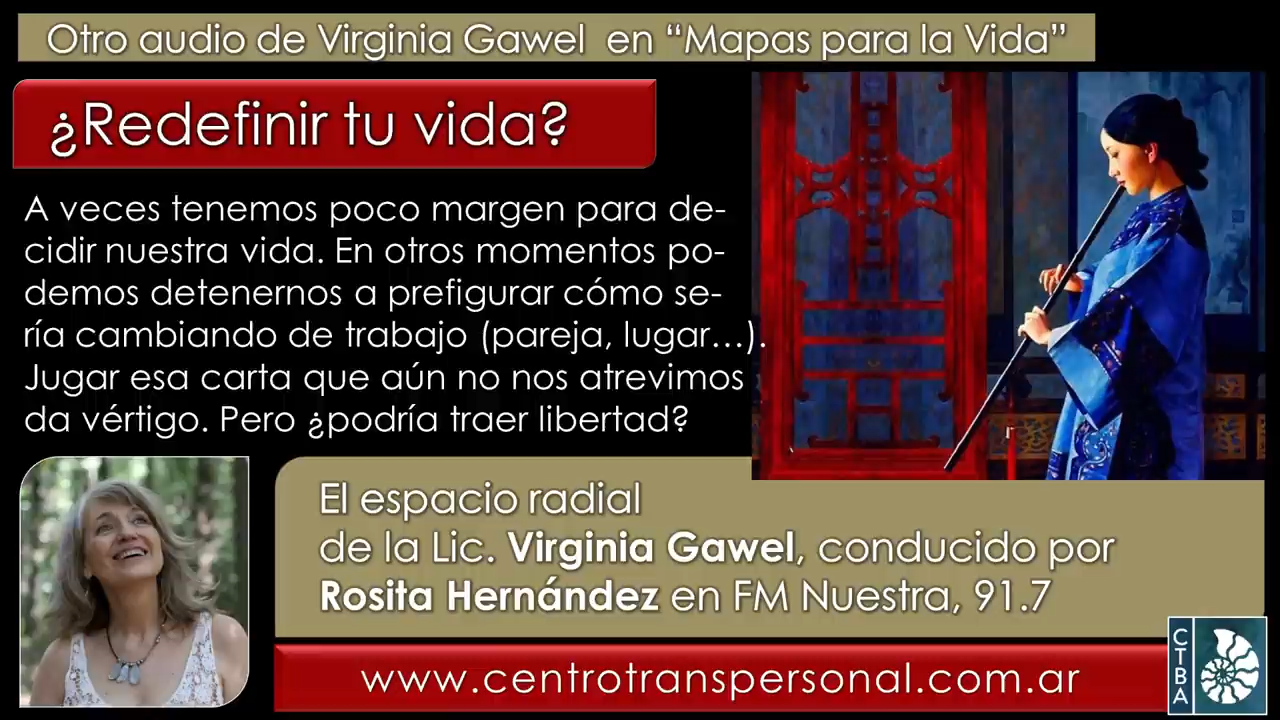 Otro audio de Virginia Gawel en “Mapas para la Vida”
¿Redefinir tu vida?
A veces tenemos poco margen para de-
cidir nuestra vida. En otros momentos po-
demos detenernos a prefigurar cómo se-
ría cambiando de trabajo (pareja, lugar...).
Jugar esa carta que aún no nos atrevimos
da vértigo. Pero ¿podría traer libertad?
El espacio radial
de la Lic. Virginia Gawel, conducido por
Rosita Hernández en FM Nuestra, 91.7
www.centrotranspersonal.com.ar
CTBA